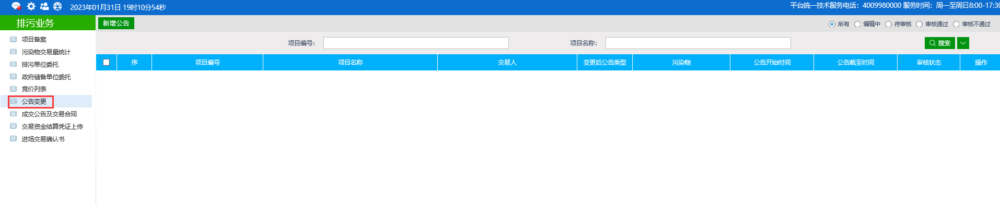 2023年01月31日 19时10分54秒
平台统一技术服务电话：4009980000 服务时间：周一至周日8:00-17:30
排污业务
新增公告
所有 编辑中 待审核 审核通过 审核不通过
项目备案
污染物交易量统计
排污单位委托
政府储备单位委托
竞价列表
公告变更
成交公告及交易合同
交易资金结算凭证上传
进场交易确认书
项目编号： 项目名称： 搜索
序 项目编号 项目名称 交易人 变更后公告类型 污染物 公告开始时间 公告截至时间 审核状态 操作